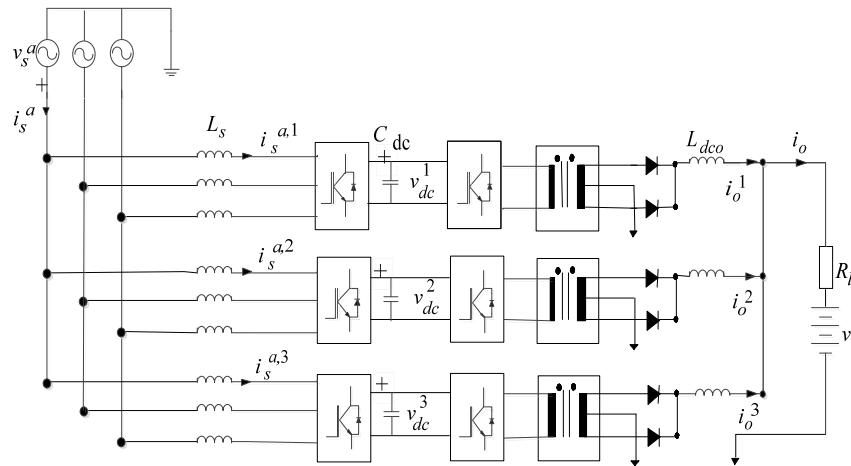 v_s^a
+
i_s^a
L_s
i_s^{a,1}
C_dc
+
v_dc^1
L_dco
i_o^1
i_o
i_s^{a,2}
+
v_dc^2
i_o^2
R_l
v
i_s^{a,3}
+
v_dc^3
i_o^3